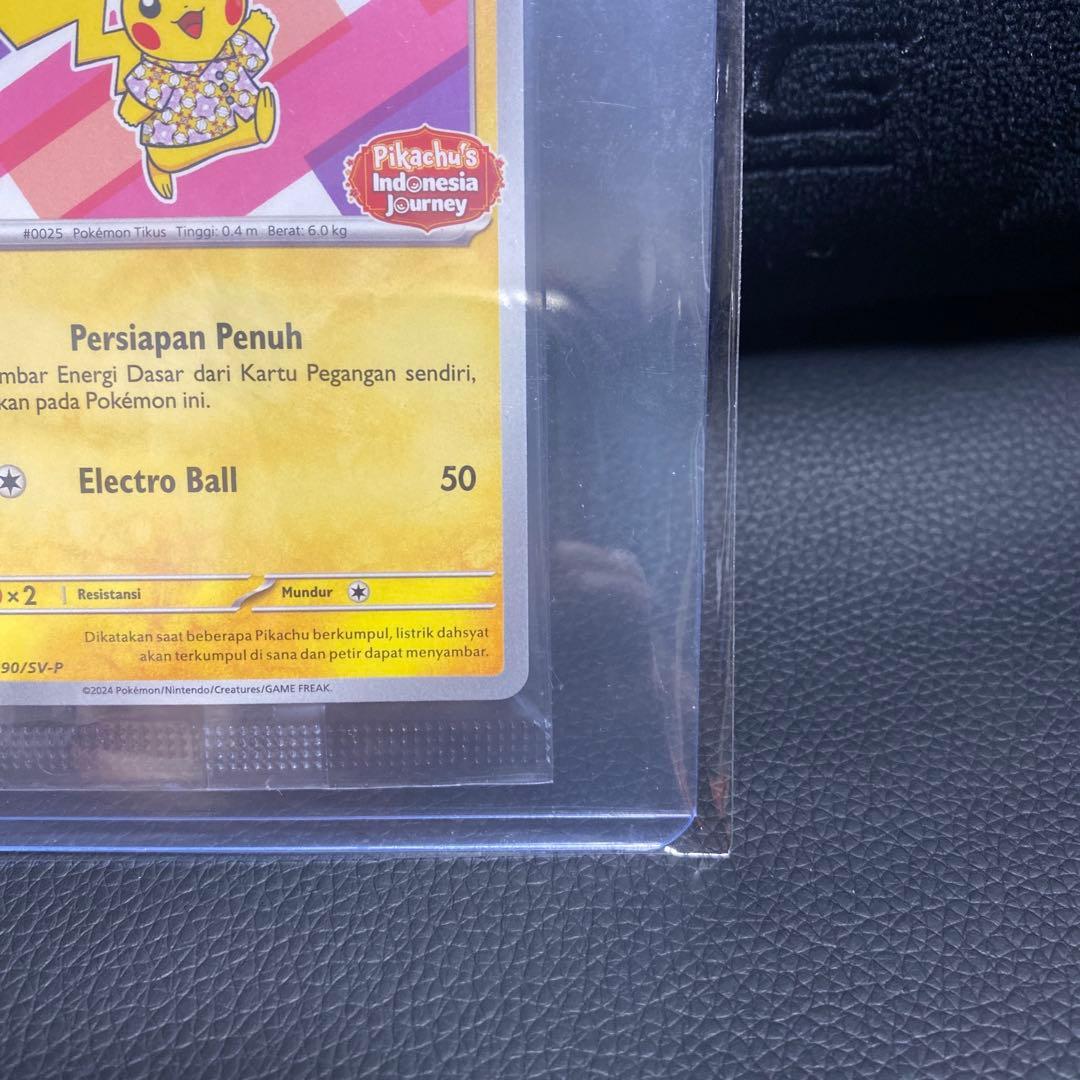 Pikachu's
Indonesia
Journey
#0025 Pokémon Tikus Tinggi: 0.4 m Berat: 6.0 kg
Persiapan Penuh
mbar Energi Dasar dari Kartu Pegangan sendiri,
kan pada Pokémon ini.
Electro Ball 50
×2 Resistansi Mundur
Dikatakan saat beberapa Pikachu berkumpul, listrik dahsyat
akan terkumpul di sana dan petir dapat menyambar.
90/SV-P
©2024 Pokémon/Nintendo/Creatures/GAME FREAK.